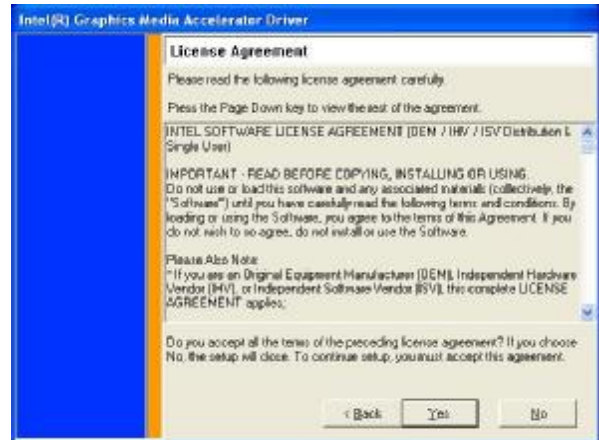 Intel(R) Graphics Media Accelerator Driver
License Agreement
Please read the following license agreement carefully.
Press the Page Down key to view the rest of the agreement.
INTEL SOFTWARE LICENSE AGREEMENT (OEM / IHV / ISV Distribution &
Single User)
IMPORTANT - READ BEFORE COPYING, INSTALLING OR USING.
Do not use or load this software and any associated materials (collectively, the
"Software") until you have carefully read the following terms and conditions. By
loading or using the Software, you agree to the terms of this Agreement. If you
do not wish to so agree, do not install or use the Software.
Please Also Note:
* If you are an Original Equipment Manufacturer (OEM), Independent Hardware
Vendor (IHV), or Independent Software Vendor (ISV), this complete LICENSE
AGREEMENT applies;
Do you accept all the terms of the preceding license agreement? If you choose
No, the setup will close. To continue setup, you must accept this agreement.
< Back
Yes
No